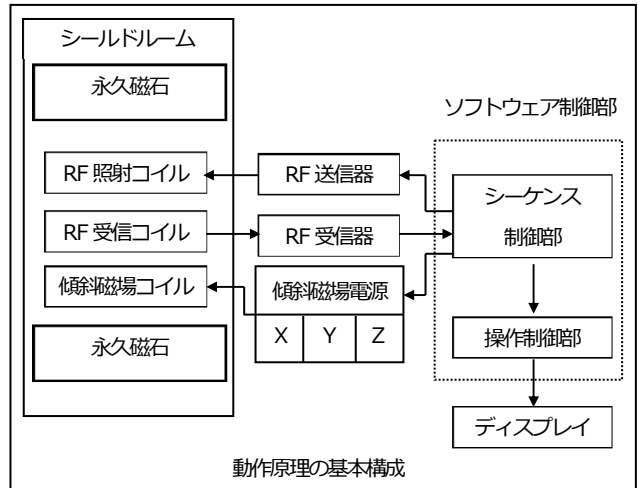 シールドルーム
永久磁石
ソフトウェア制御部
RF 照射コイル
RF 送信器
シーケンス
制御部
RF 受信コイル
RF 受信器
傾斜磁場コイル
傾斜磁場電源
X Y Z
永久磁石
操作制御部
ディスプレイ
動作原理の基本構成